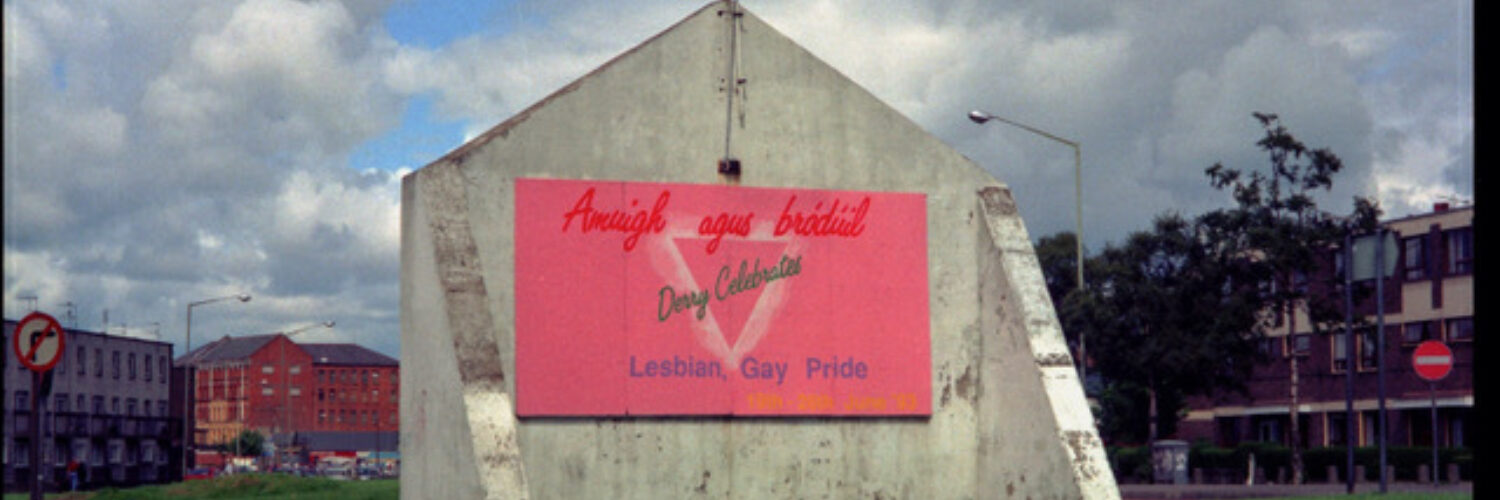 Amuigh agus bródúil
Derry Celebrates
Lesbian, Gay Pride
June '93